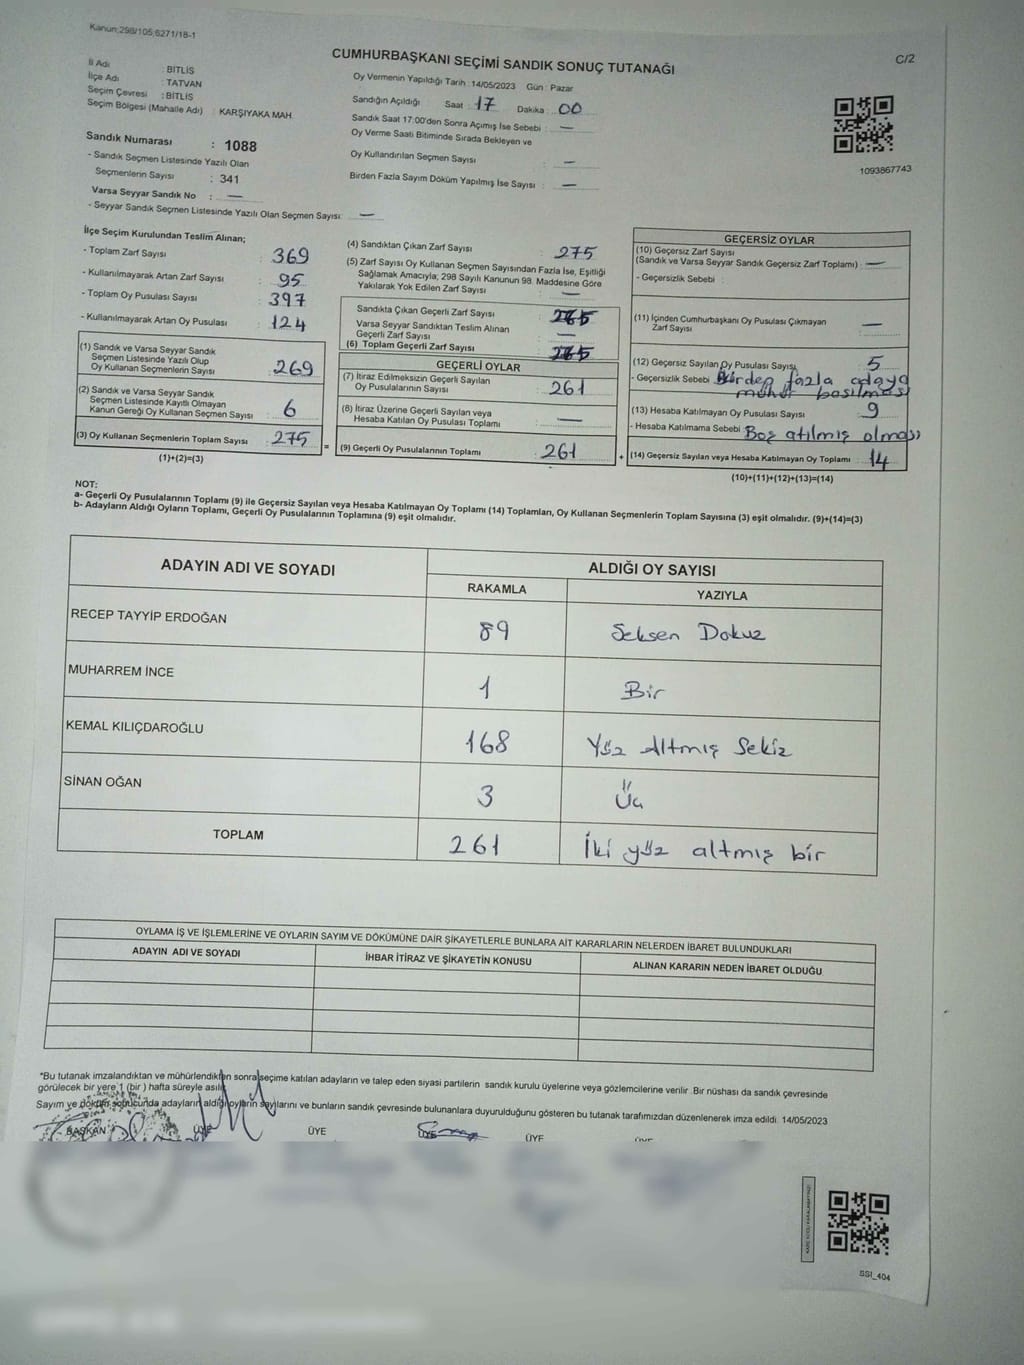 Kanun;298/105;6271/18-1
C/2
CUMHURBAŞKANI SEÇİMİ SANDIK SONUÇ TUTANAĞI
İl Adı : BİTLİS
İlçe Adı : TATVAN
Seçim Çevresi : BİTLİS
Seçim Bölgesi (Mahalle Adı) : KARŞIYAKA MAH.
Sandık Numarası : 1088
- Sandık Seçmen Listesinde Yazılı Olan
Seçmenlerin Sayısı : 341
Varsa Seyyar Sandık No : —
- Seyyar Sandık Seçmen Listesinde Yazılı Olan Seçmen Sayısı: —
Oy Vermenin Yapıldığı Tarih :14/05/2023 Gün : Pazar
Sandığın Açıldığı Saat : 17 Dakika : 00
Sandık Saat 17:00'den Sonra Açımış İse Sebebi : —
Oy Verme Saati Bitiminde Sırada Bekleyen ve
Oy Kullandırılan Seçmen Sayısı : —
Birden Fazla Sayım Döküm Yapılmış İse Sayısı : —
1093867743
İlçe Seçim Kurulundan Teslim Alınan;
- Toplam Zarf Sayısı : 369
- Kullanılmayarak Artan Zarf Sayısı : 95
- Toplam Oy Pusulası Sayısı : 397
- Kullanılmayarak Artan Oy Pusulası : 124
(1) Sandık ve Varsa Seyyar Sandık
Seçmen Listesinde Yazılı Olup
Oy Kullanan Seçmenlerin Sayısı : 269
(2) Sandık ve Varsa Seyyar Sandık
Seçmen Listesinde Kayıtlı Olmayan
Kanun Gereği Oy Kullanan Seçmen Sayısı : 6
(3) Oy Kullanan Seçmenlerin Toplam Sayısı : 275
(1)+(2)=(3)
(4) Sandıktan Çıkan Zarf Sayısı : 275
(5) Zarf Sayısı Oy Kullanan Seçmen Sayısından Fazla İse, Eşitliği
Sağlamak Amacıyla; 298 Sayılı Kanunun 98. Maddesine Göre
Yakılarak Yok Edilen Zarf Sayısı : —
Sandıkta Çıkan Geçerli Zarf Sayısı :
Varsa Seyyar Sandıktan Teslim Alınan
Geçerli Zarf Sayısı : —
(6) Toplam Geçerli Zarf Sayısı :
GEÇERLİ OYLAR
(7) İtiraz Edilmeksizin Geçerli Sayılan
Oy Pusulalarının Sayısı : 261
(8) İtiraz Üzerine Geçerli Sayılan veya
Hesaba Katılan Oy Pusulası Toplamı : —
(9) Geçerli Oy Pusulalarının Toplamı : 261
GEÇERSİZ OYLAR
(10) Geçersiz Zarf Sayısı
(Sandık ve Varsa Seyyar Sandık Geçersiz Zarf Toplamı) : —
- Geçersizlik Sebebi :
(11) İçinden Cumhurbaşkanı Oy Pusulası Çıkmayan
Zarf Sayısı : —
(12) Geçersiz Sayılan Oy Pusulası Sayısı : 5
- Geçersizlik Sebebi : Birden fazla adaya
mühür basılması
(13) Hesaba Katılmayan Oy Pusulası Sayısı : 9
- Hesaba Katılmama Sebebi : Boş atılmış olması
(14) Geçersiz Sayılan veya Hesaba Katılmayan Oy Toplamı : 14
(10)+(11)+(12)+(13)=(14)
NOT:
a- Geçerli Oy Pusulalarının Toplamı (9) ile Geçersiz Sayılan veya Hesaba Katılmayan Oy Toplamı (14) Toplamları, Oy Kullanan Seçmenlerin Toplam Sayısına (3) eşit olmalıdır. (9)+(14)=(3)
b- Adayların Aldığı Oyların Toplamı, Geçerli Oy Pusulalarının Toplamına (9) eşit olmalıdır.
ADAYIN ADI VE SOYADI ALDIĞI OY SAYISI
RAKAMLA YAZIYLA
RECEP TAYYİP ERDOĞAN 89 Seksen Dokuz
MUHARREM İNCE 1 Bir
KEMAL KILIÇDAROĞLU 168 Yüz Altmış Sekiz
SİNAN OĞAN 3 Üç
TOPLAM 261 İki yüz altmış bir
OYLAMA İŞ VE İŞLEMLERİNE VE OYLARIN SAYIM VE DÖKÜMÜNE DAİR ŞİKAYETLERLE BUNLARA AİT KARARLARIN NELERDEN İBARET BULUNDUKLARI
ADAYIN ADI VE SOYADI İHBAR İTİRAZ VE ŞİKAYETİN KONUSU ALINAN KARARIN NEDEN İBARET OLDUĞU
*Bu tutanak imzalandıktan ve mühürlendikten sonra seçime katılan adayların ve talep eden siyasi partilerin sandık kurulu üyelerine veya gözlemcilerine verilir. Bir nüshası da sandık çevresinde
görülecek bir yere 1 (bir ) hafta süreyle asılır.
Sayım ve döküm sonucunda adayların aldığı oyların sayılarını ve bunların sandık çevresinde bulunanlara duyurulduğunu gösteren bu tutanak tarafımızdan düzenlenerek imza edildi. 14/05/2023
BAŞKAN ÜYE ÜYE ÜYE ÜYE
SSI_404